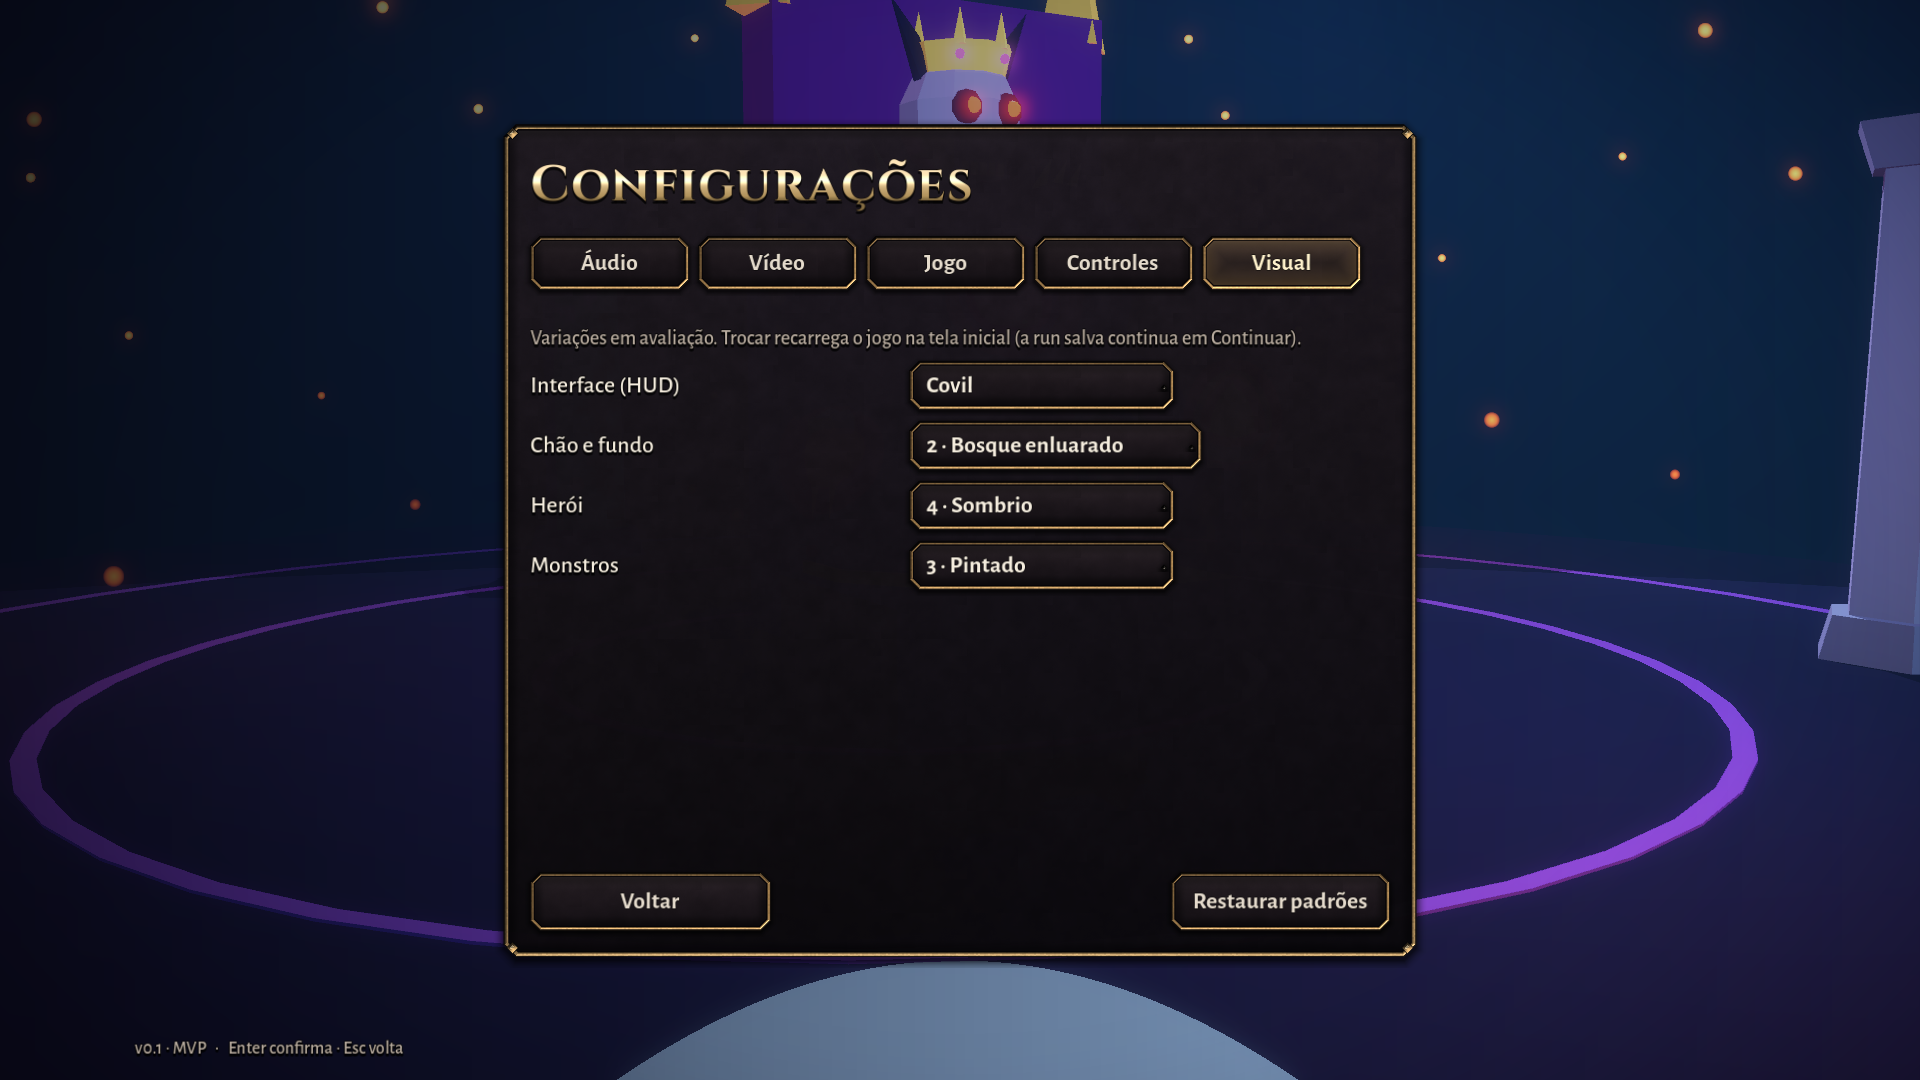 Configurações
Áudio
Vídeo
Jogo
Controles
Visual
Variações em avaliação. Trocar recarrega o jogo na tela inicial (a run salva continua em Continuar).
Interface (HUD)
Covil
Chão e fundo
2 · Bosque enluarado
Herói
4 · Sombrio
Monstros
3 · Pintado
Voltar
Restaurar padrões
v0.1 · MVP · Enter confirma · Esc volta